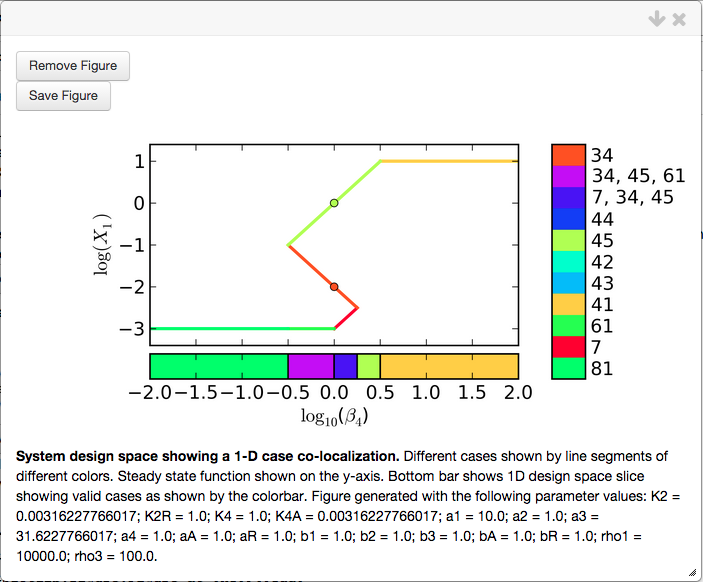 Remove Figure
Save Figure
1
0
−1
−2
−3
log(X1)
−2.0 −1.5 −1.0 −0.5 0.0 0.5 1.0 1.5 2.0
log10(β4)
34
34, 45, 61
7, 34, 45
44
45
42
43
41
61
7
81
System design space showing a 1-D case co-localization. Different cases shown by line segments of
different colors. Steady state function shown on the y-axis. Bottom bar shows 1D design space slice
showing valid cases as shown by the colorbar. Figure generated with the following parameter values: K2 =
0.00316227766017; K2R = 1.0; K4 = 1.0; K4A = 0.00316227766017; a1 = 10.0; a2 = 1.0; a3 =
31.6227766017; a4 = 1.0; aA = 1.0; aR = 1.0; b1 = 1.0; b2 = 1.0; b3 = 1.0; bA = 1.0; bR = 1.0; rho1 =
10000.0; rho3 = 100.0.